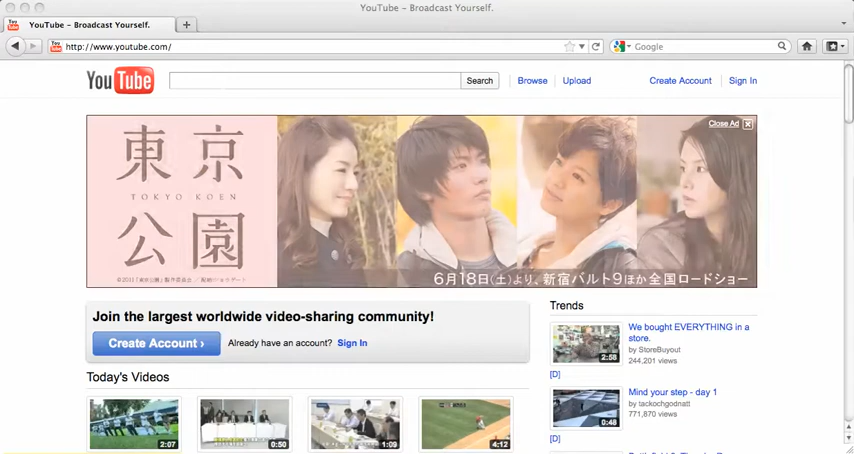 YouTube - Broadcast Yourself.
YouTube - Broadcast Yourself.
http://www.youtube.com/
Google
YouTube
Search
Browse
Upload
Create Account
Sign In
Close Ad
東京
TOKYO KOEN
公園
6月18日(土)より、新宿バルト9ほか全国ロードショー
Join the largest worldwide video-sharing community!
Create Account ›
Already have an account? Sign In
Today's Videos
2:07
0:50
1:09
4:12
Trends
2:58
We bought EVERYTHING in a
store.
by StoreBuyout
244,201 views
[D]
0:48
Mind your step - day 1
by tackochgodnatt
771,870 views
[D]